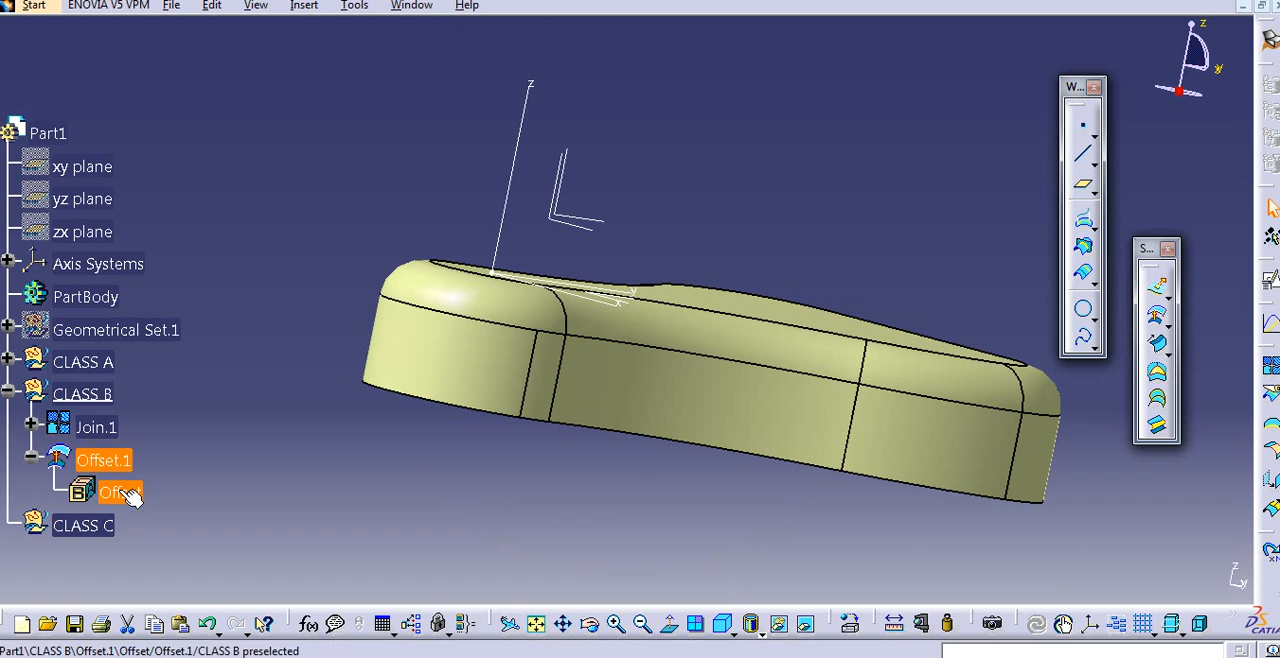 Start ENOVIA V5 VPM File Edit View Insert Tools Window Help
z
y
W...
z
Part1
xy plane
yz plane
S...
zx plane
Axis Systems
y
x
PartBody
Geometrical Set.1
CLASS A
CLASS B
Join.1
Offset.1
CLASS C
z
y
f(x)
CATIA
Part1\CLASS B\Offset.1\Offset/Offset.1/CLASS B preselected